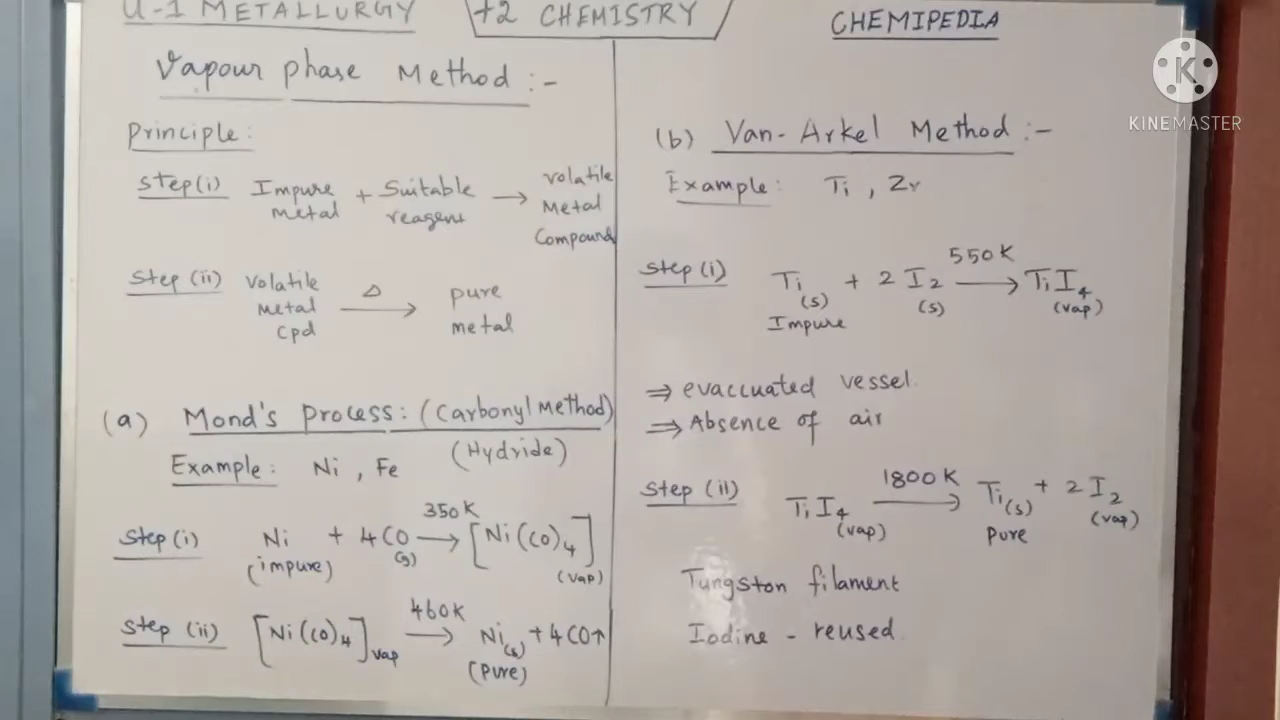 U-1 METALLURGY
+2 CHEMISTRY
CHEMIPEDIA
KINEMASTER
Vapour phase Method :-
Principle:
Step(i) Impure metal + Suitable reagent → volatile Metal Compound
Step (ii) volatile metal cpd Δ → pure metal
(a) Mond's process: (Carbonyl Method)
(Hydride)
Example: Ni, Fe
Step(i) Ni (impure) + 4CO(g) 350K → [Ni(CO)4] (vap)
Step (ii) [Ni(CO)4]vap 460K → Ni(s) (pure) + 4CO↑
(b) Van-Arkel Method :-
Example: Ti, Zr
Step(i) Ti(s) Impure + 2 I2(s) 550K → TiI4 (vap)
⇒ evaccuated vessel.
⇒ Absence of air
Step (ii) TiI4 (vap) 1800K → Ti(s) pure + 2I2 (vap)
Tungston filament
Iodine - reused.